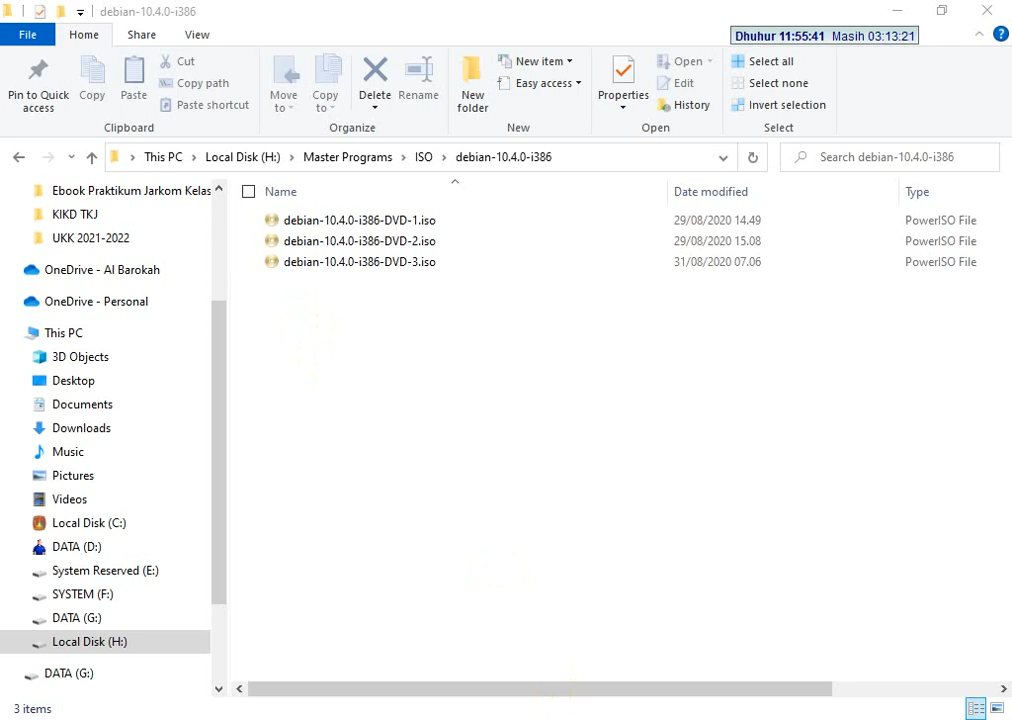 debian-10.4.0-i386
File Home Share View
Dhuhur 11:55:41 Masih 03:13:21
Pin to Quick access
Copy
Paste
Cut
Copy path
Paste shortcut
Clipboard
Move to
Copy to
Delete
Rename
Organize
New folder
New item
Easy access
New
Properties
Open
Edit
History
Open
Select all
Select none
Invert selection
Select
This PC > Local Disk (H:) > Master Programs > ISO > debian-10.4.0-i386
Search debian-10.4.0-i386
Ebook Praktikum Jarkom Kelas
KIKD TKJ
UKK 2021-2022
OneDrive - Al Barokah
OneDrive - Personal
This PC
3D Objects
Desktop
Documents
Downloads
Music
Pictures
Videos
Local Disk (C:)
DATA (D:)
System Reserved (E:)
SYSTEM (F:)
DATA (G:)
Local Disk (H:)
DATA (G:)
Name Date modified Type
debian-10.4.0-i386-DVD-1.iso 29/08/2020 14.49 PowerISO File
debian-10.4.0-i386-DVD-2.iso 29/08/2020 15.08 PowerISO File
debian-10.4.0-i386-DVD-3.iso 31/08/2020 07.06 PowerISO File
3 items